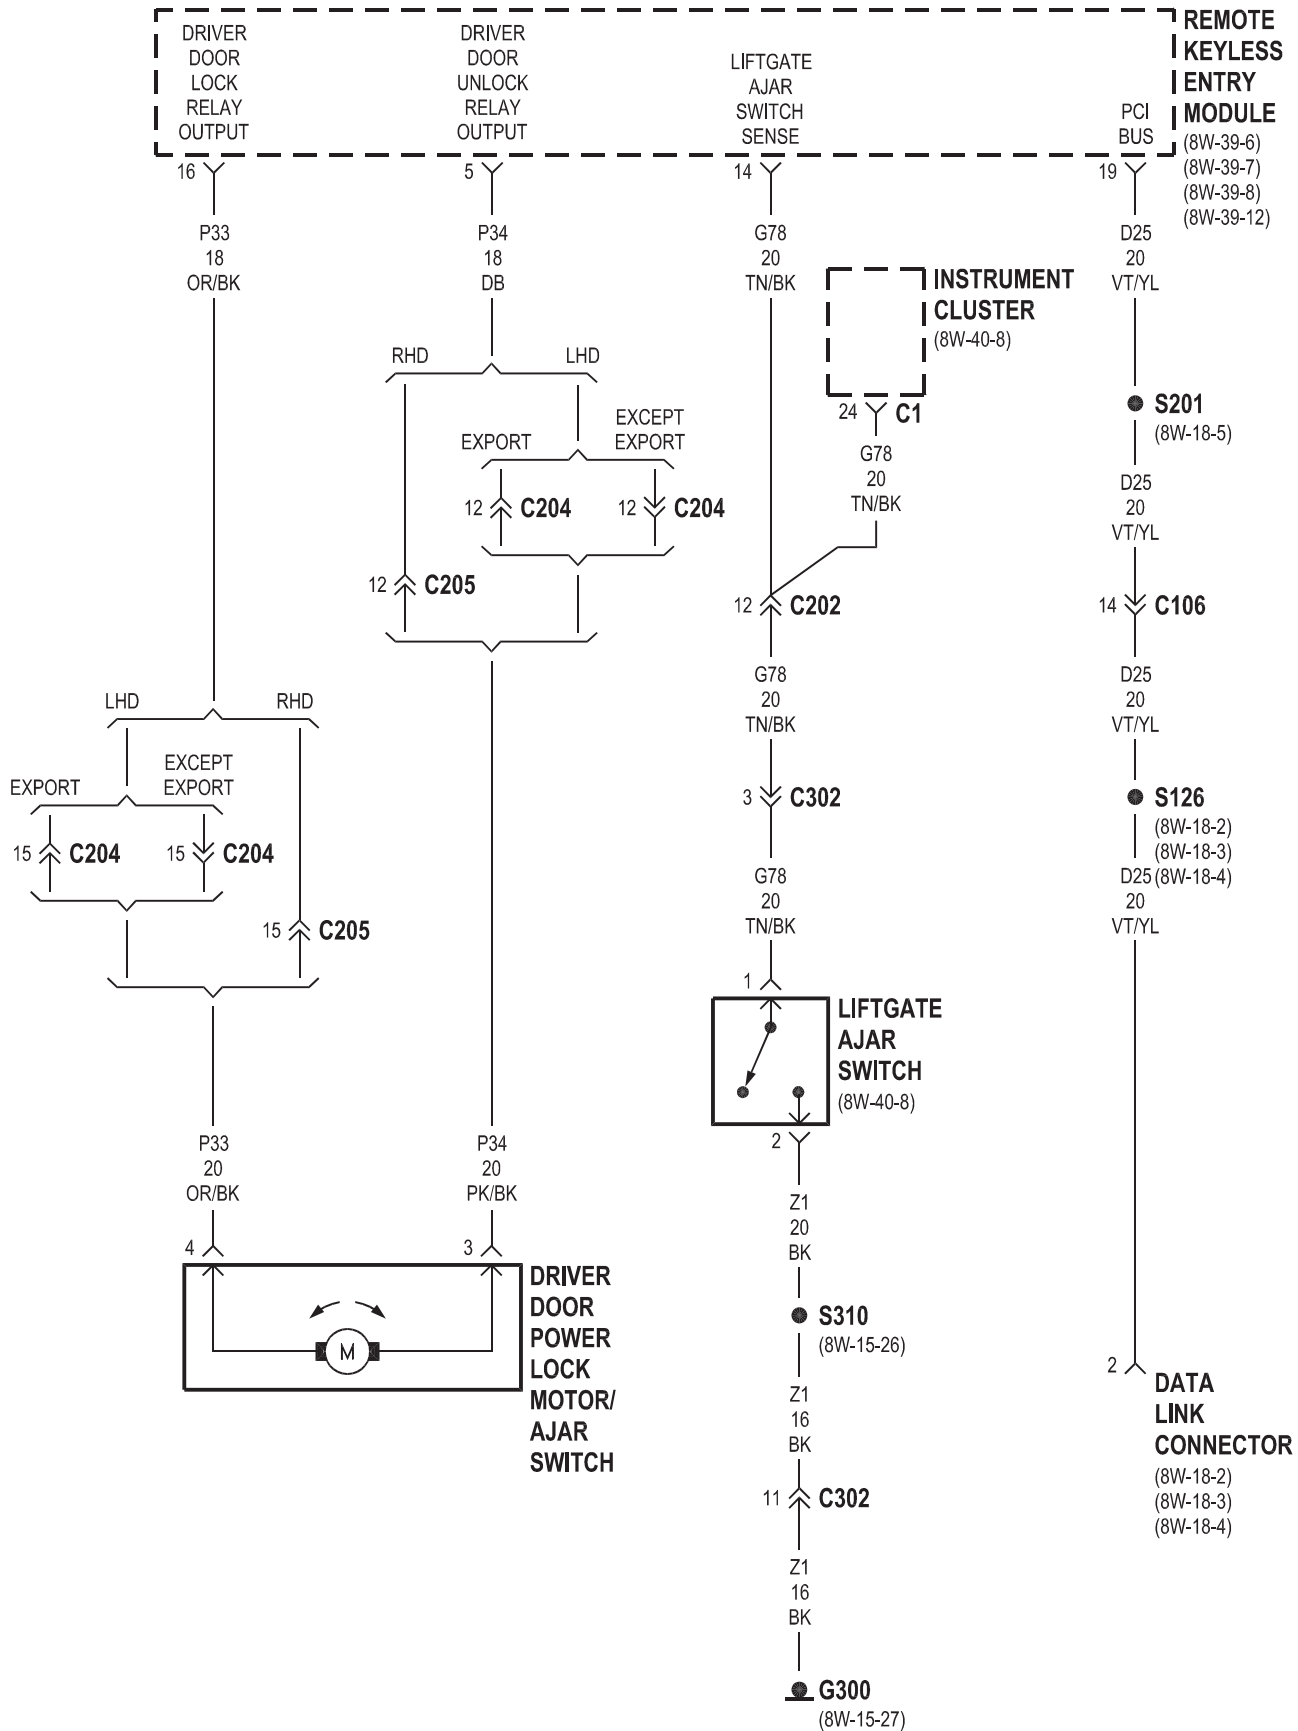 DRIVER
DOOR
LOCK
RELAY
OUTPUT
DRIVER
DOOR
UNLOCK
RELAY
OUTPUT
LIFTGATE
AJAR
SWITCH
SENSE
PCI
BUS
REMOTE
KEYLESS
ENTRY
MODULE
(8W-39-6)
(8W-39-7)
(8W-39-8)
(8W-39-12)
16
5
14
19
P33
18
OR/BK
P34
18
DB
G78
20
TN/BK
D25
20
VT/YL
INSTRUMENT
CLUSTER
(8W-40-8)
24
C1
G78
20
TN/BK
RHD
LHD
EXPORT
EXCEPT
EXPORT
12
C204
12
C204
12
C205
S201
(8W-18-5)
D25
20
VT/YL
12
C202
14
C106
G78
20
TN/BK
D25
20
VT/YL
LHD
RHD
EXPORT
EXCEPT
EXPORT
15
C204
15
C204
15
C205
3
C302
S126
(8W-18-2)
(8W-18-3)
(8W-18-4)
G78
20
TN/BK
D25
20
VT/YL
1
LIFTGATE
AJAR
SWITCH
(8W-40-8)
2
P33
20
OR/BK
P34
20
PK/BK
Z1
20
BK
4
3
M
DRIVER
DOOR
POWER
LOCK
MOTOR/
AJAR
SWITCH
S310
(8W-15-26)
Z1
16
BK
2
DATA
LINK
CONNECTOR
(8W-18-2)
(8W-18-3)
(8W-18-4)
11
C302
Z1
16
BK
G300
(8W-15-27)